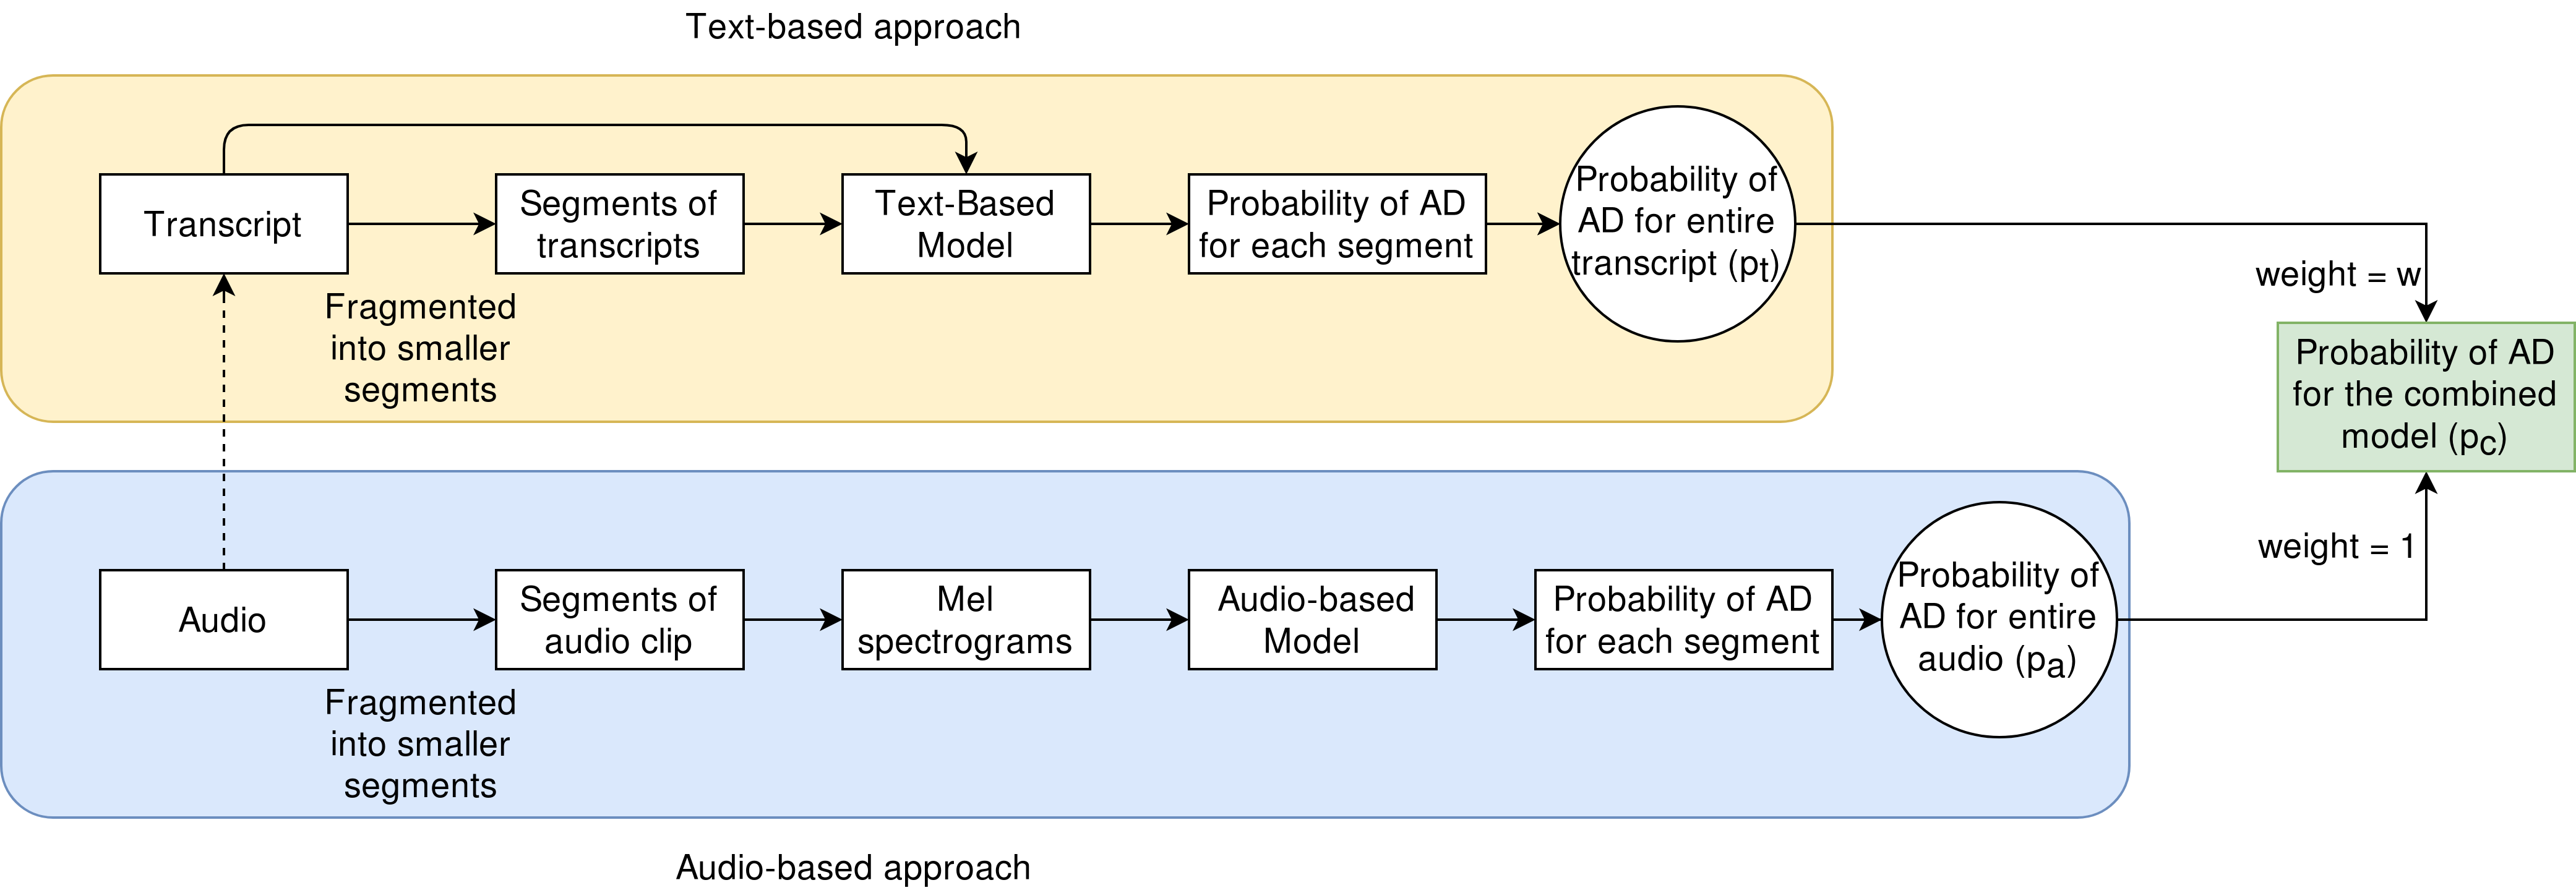 Text-based approach
Transcript
Segments of
transcripts
Text-Based
Model
Probability of AD
for each segment
Probability of
AD for entire
transcript (pt)
Fragmented
into smaller
segments
weight = w
Probability of AD
for the combined
model (pc)
weight = 1
Audio
Segments of
audio clip
Mel
spectrograms
Audio-based
Model
Probability of AD
for each segment
Probability of
AD for entire
audio (pa)
Fragmented
into smaller
segments
Audio-based approach